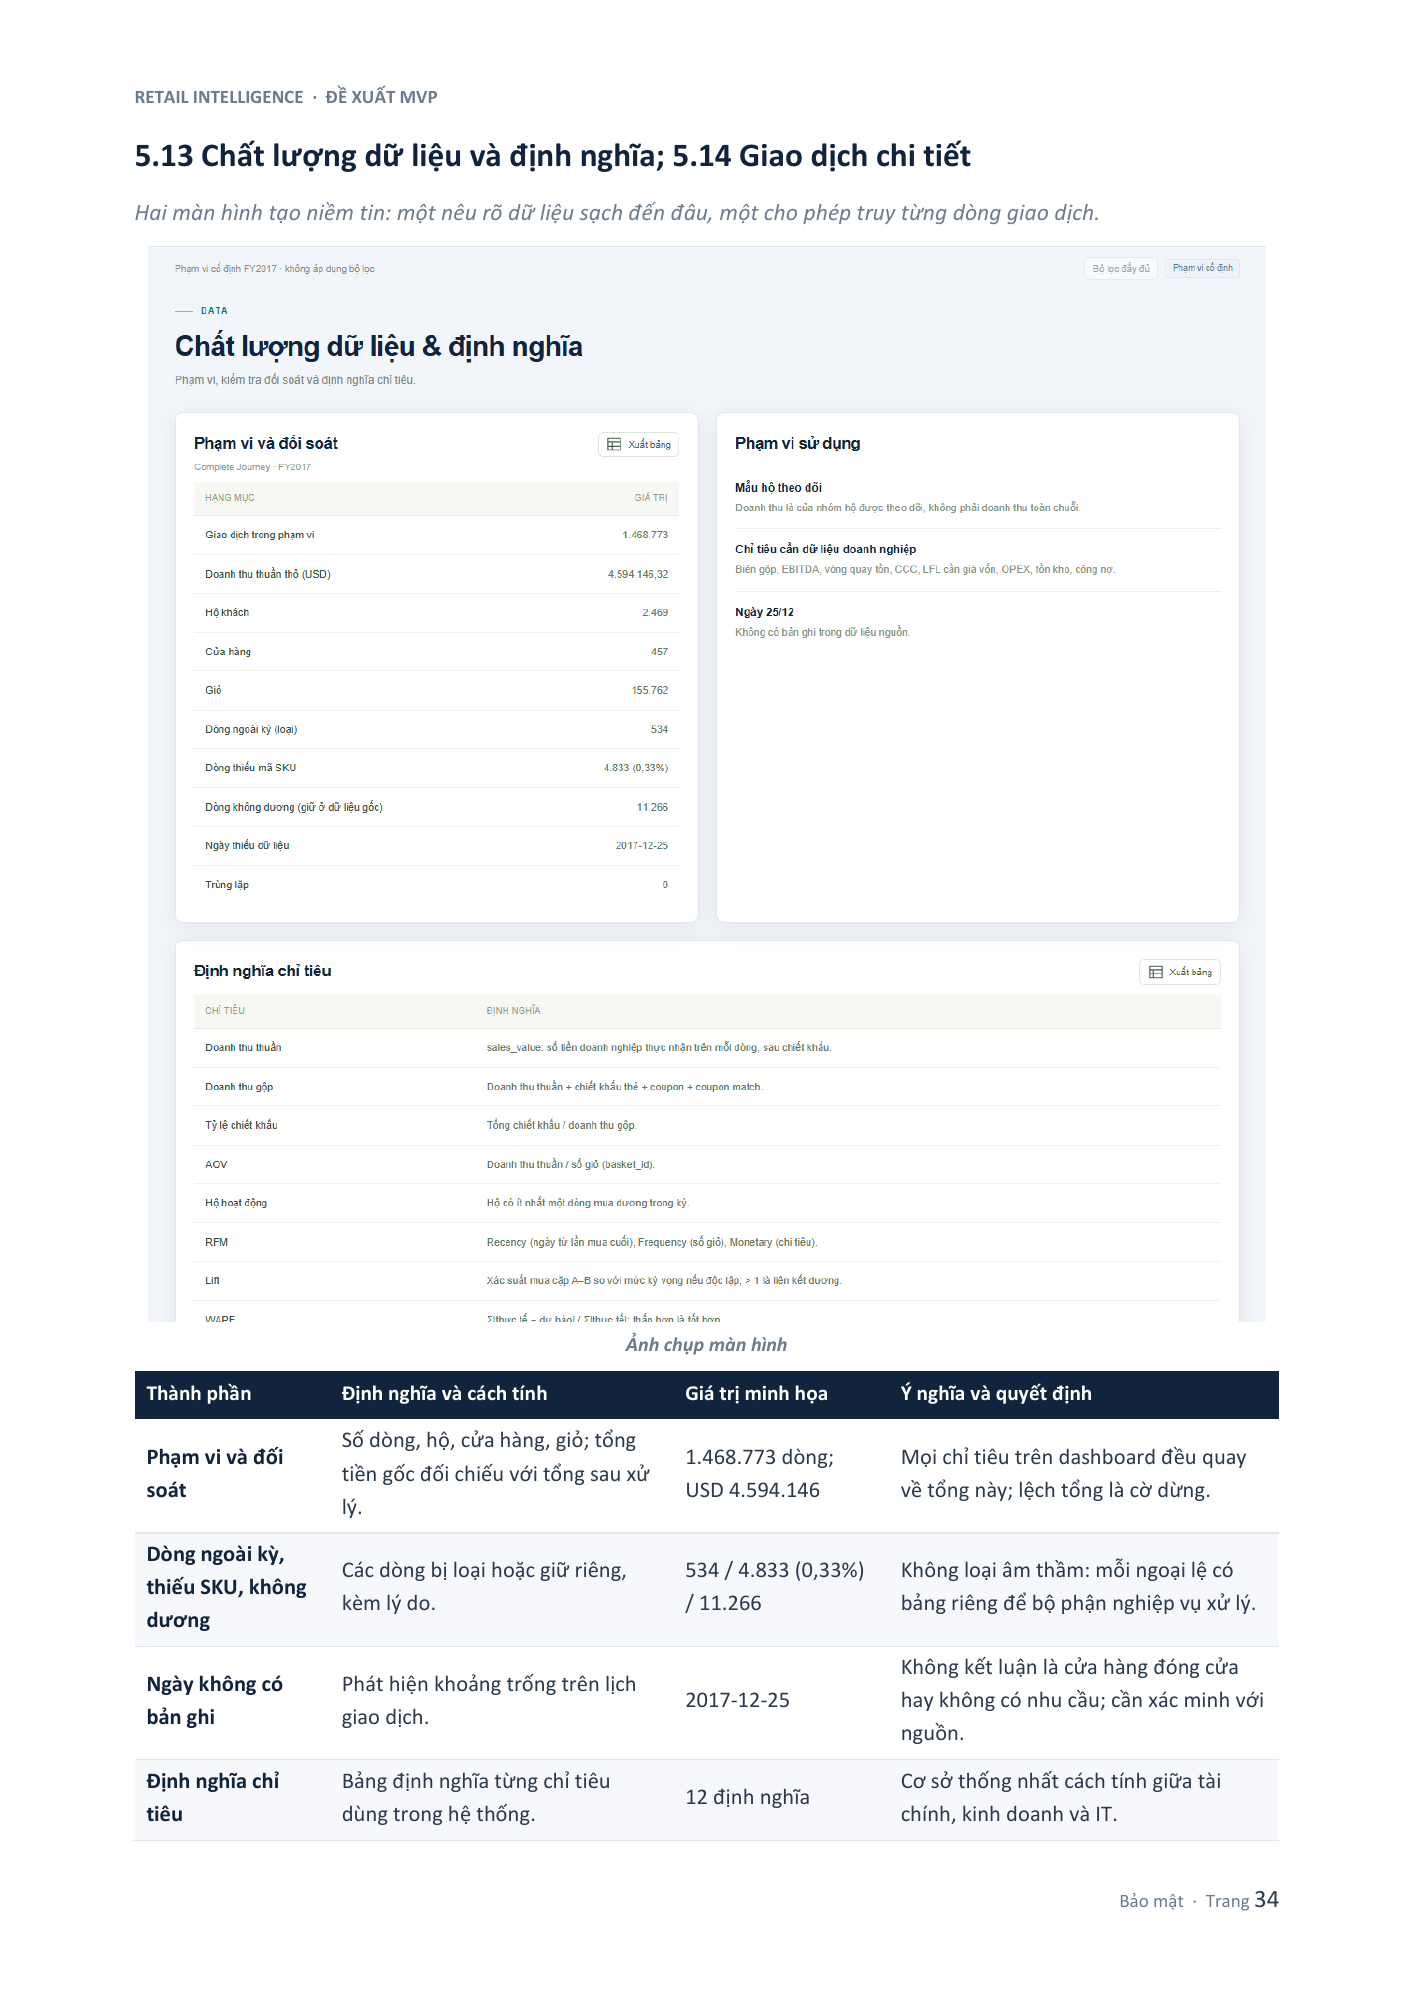 RETAIL INTELLIGENCE · ĐỀ XUẤT MVP
5.13 Chất lượng dữ liệu và định nghĩa; 5.14 Giao dịch chi tiết
Hai màn hình tạo niềm tin: một nêu rõ dữ liệu sạch đến đâu, một cho phép truy từng dòng giao dịch.
Phạm vi cố định FY2017 · không áp dụng bộ lọc
Bộ lọc đầy đủ
Phạm vi cố định
DATA
Chất lượng dữ liệu & định nghĩa
Phạm vi, kiểm tra đối soát và định nghĩa chỉ tiêu.
Phạm vi và đối soát
Xuất bảng
Complete Journey · FY2017
HẠNG MỤC GIÁ TRỊ
Giao dịch trong phạm vi 1.468.773
Doanh thu thuần thô (USD) 4.594.146,32
Hộ khách 2.469
Cửa hàng 457
Giỏ 155.762
Dòng ngoài kỳ (loại) 534
Dòng thiếu mã SKU 4.833 (0,33%)
Dòng không dương (giữ ở dữ liệu gốc) 11.266
Ngày thiếu dữ liệu 2017-12-25
Trùng lặp 0
Phạm vi sử dụng
Mẫu hộ theo dõi
Doanh thu là của nhóm hộ được theo dõi, không phải doanh thu toàn chuỗi.
Chỉ tiêu cần dữ liệu doanh nghiệp
Biên gộp, EBITDA, vòng quay tồn, CCC, LFL cần giá vốn, OPEX, tồn kho, công nợ.
Ngày 25/12
Không có bản ghi trong dữ liệu nguồn.
Định nghĩa chỉ tiêu
Xuất bảng
CHỈ TIÊU ĐỊNH NGHĨA
Doanh thu thuần sales_value: số tiền doanh nghiệp thực nhận trên mỗi dòng, sau chiết khấu.
Doanh thu gộp Doanh thu thuần + chiết khấu thẻ + coupon + coupon match.
Tỷ lệ chiết khấu Tổng chiết khấu / doanh thu gộp.
AOV Doanh thu thuần / số giỏ (basket_id).
Hộ hoạt động Hộ có ít nhất một dòng mua dương trong kỳ.
RFM Recency (ngày từ lần mua cuối), Frequency (số giỏ), Monetary (chi tiêu).
Lift Xác suất mua cặp A–B so với mức kỳ vọng nếu độc lập; > 1 là liên kết dương.
WAPE Σ|thực tế − dự báo| / Σ|thực tế|; thấp hơn là tốt hơn.
Ảnh chụp màn hình
Thành phần Định nghĩa và cách tính Giá trị minh họa Ý nghĩa và quyết định
Phạm vi và đối
soát
Số dòng, hộ, cửa hàng, giỏ; tổng
tiền gốc đối chiếu với tổng sau xử
lý.
1.468.773 dòng;
USD 4.594.146
Mọi chỉ tiêu trên dashboard đều quay
về tổng này; lệch tổng là cờ dừng.
Dòng ngoài kỳ,
thiếu SKU, không
dương
Các dòng bị loại hoặc giữ riêng,
kèm lý do.
534 / 4.833 (0,33%)
/ 11.266
Không loại âm thầm: mỗi ngoại lệ có
bảng riêng để bộ phận nghiệp vụ xử lý.
Ngày không có
bản ghi
Phát hiện khoảng trống trên lịch
giao dịch.
2017-12-25
Không kết luận là cửa hàng đóng cửa
hay không có nhu cầu; cần xác minh với
nguồn.
Định nghĩa chỉ
tiêu
Bảng định nghĩa từng chỉ tiêu
dùng trong hệ thống.
12 định nghĩa
Cơ sở thống nhất cách tính giữa tài
chính, kinh doanh và IT.
Bảo mật · Trang 34